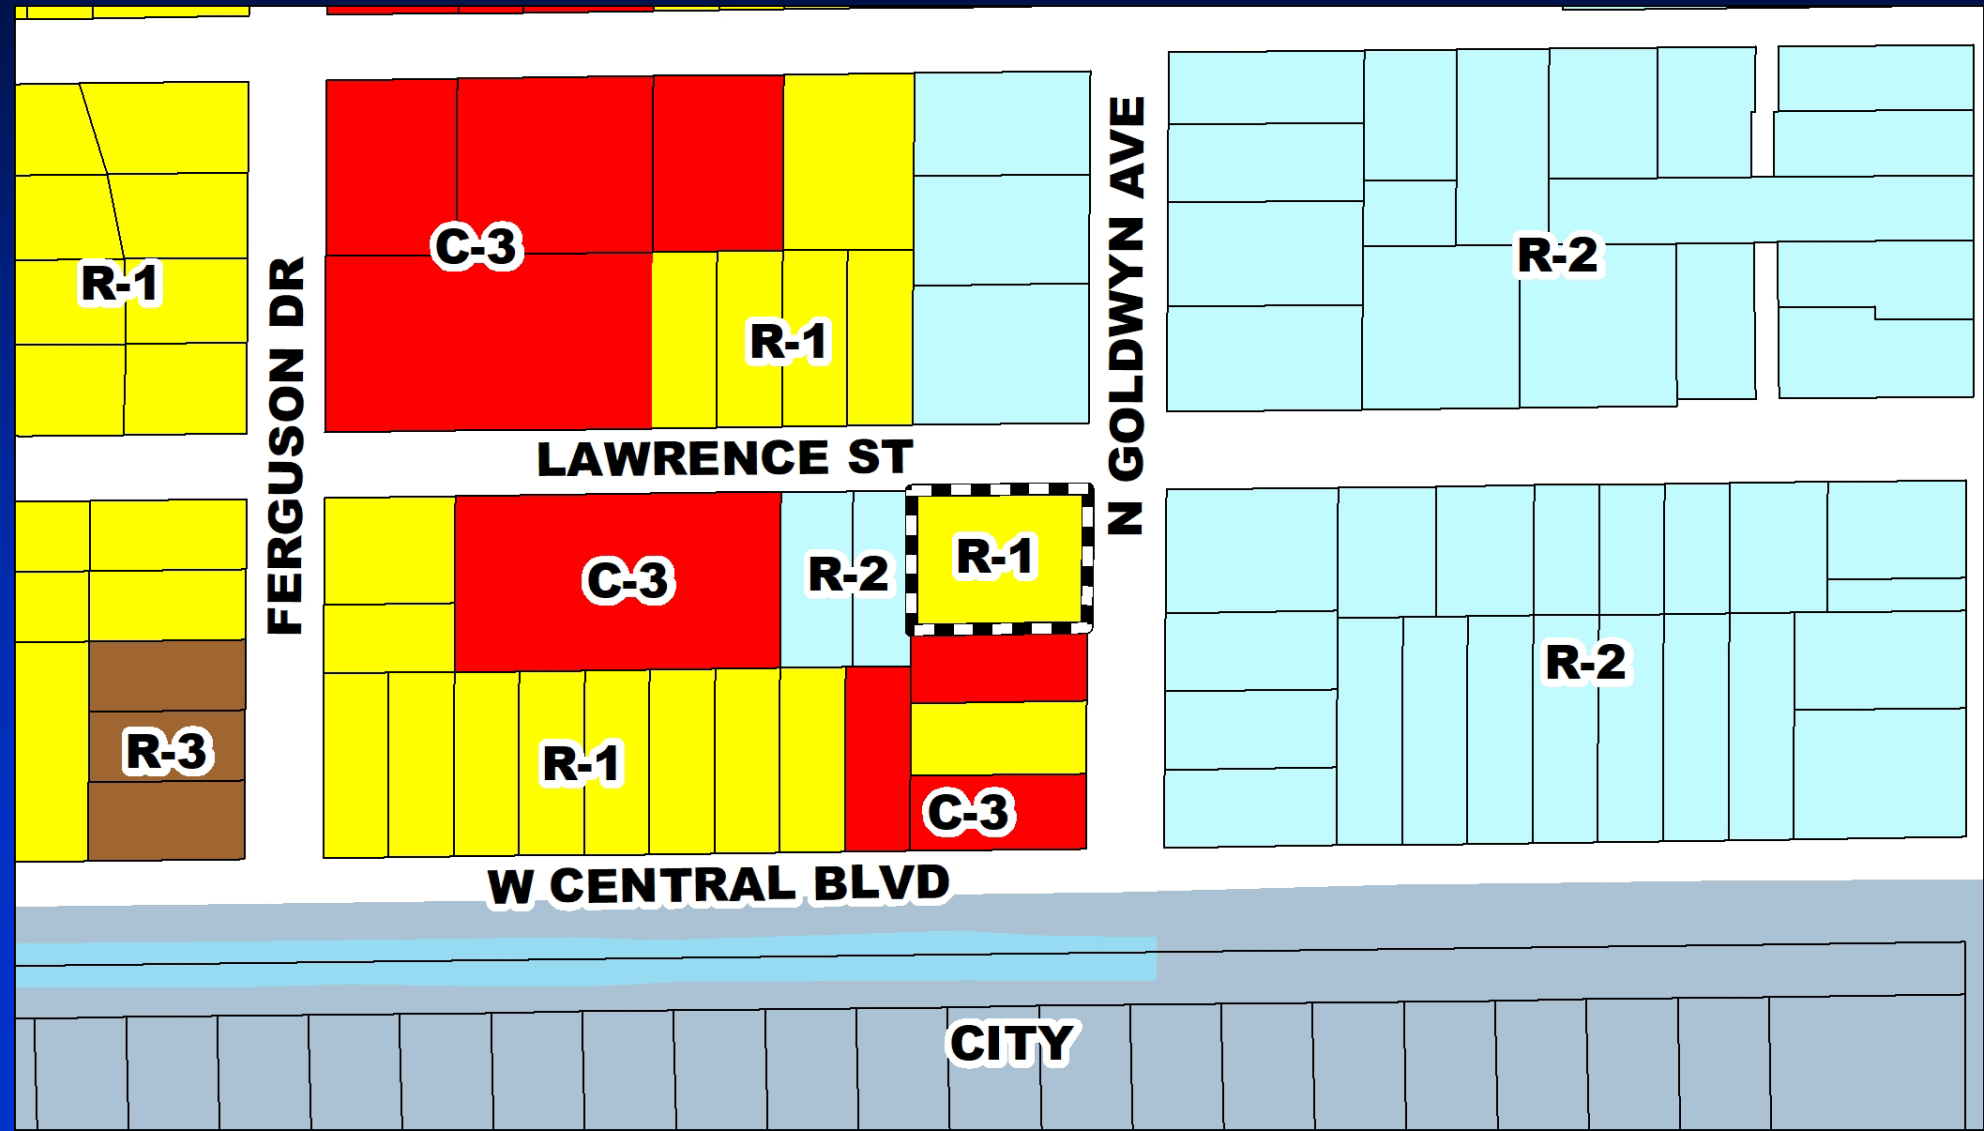 C-3
R-1
R-2
R-1
N GOLDWYN AVE
FERGUSON DR
LAWRENCE ST
R-1
C-3
R-2
R-2
R-3
R-1
C-3
W CENTRAL BLVD
CITY